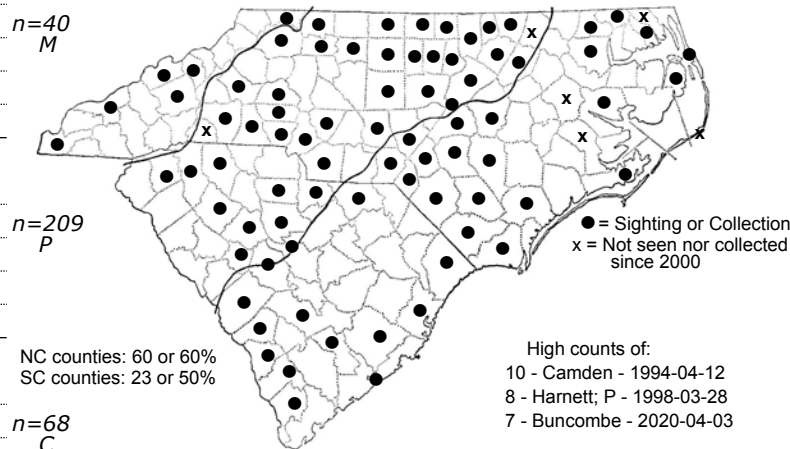 n=40
M
n=209
P
n=68
C
● = Sighting or Collection
x = Not seen nor collected
since 2000
NC counties: 60 or 60%
SC counties: 23 or 50%
High counts of:
10 - Camden - 1994-04-12
8 - Harnett; P - 1998-03-28
7 - Buncombe - 2020-04-03
x
x
x
x
x
x